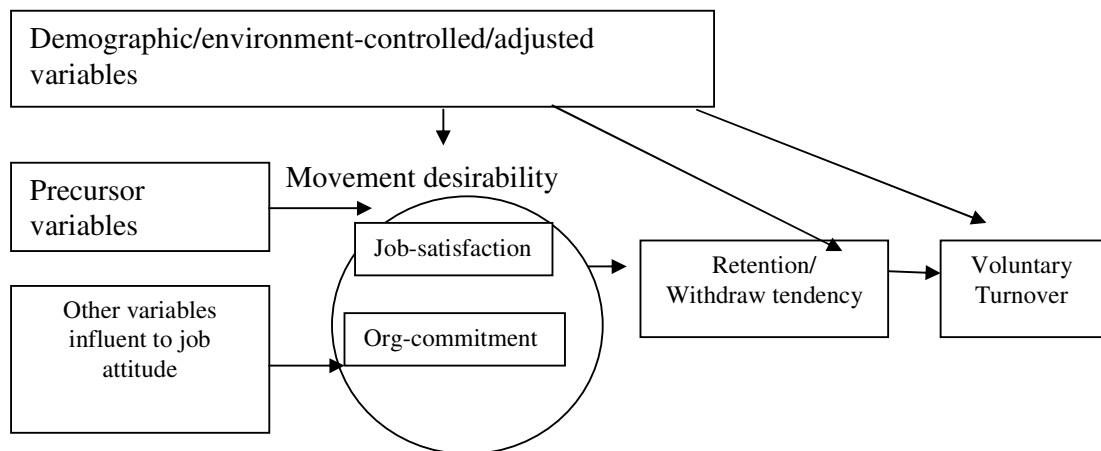 Demographic/environment-controlled/adjusted
variables
Precursor
variables
Movement desirability
Job-satisfaction
Org-commitment
Other variables
influent to job
attitude
Retention/
Withdraw tendency
Voluntary
Turnover